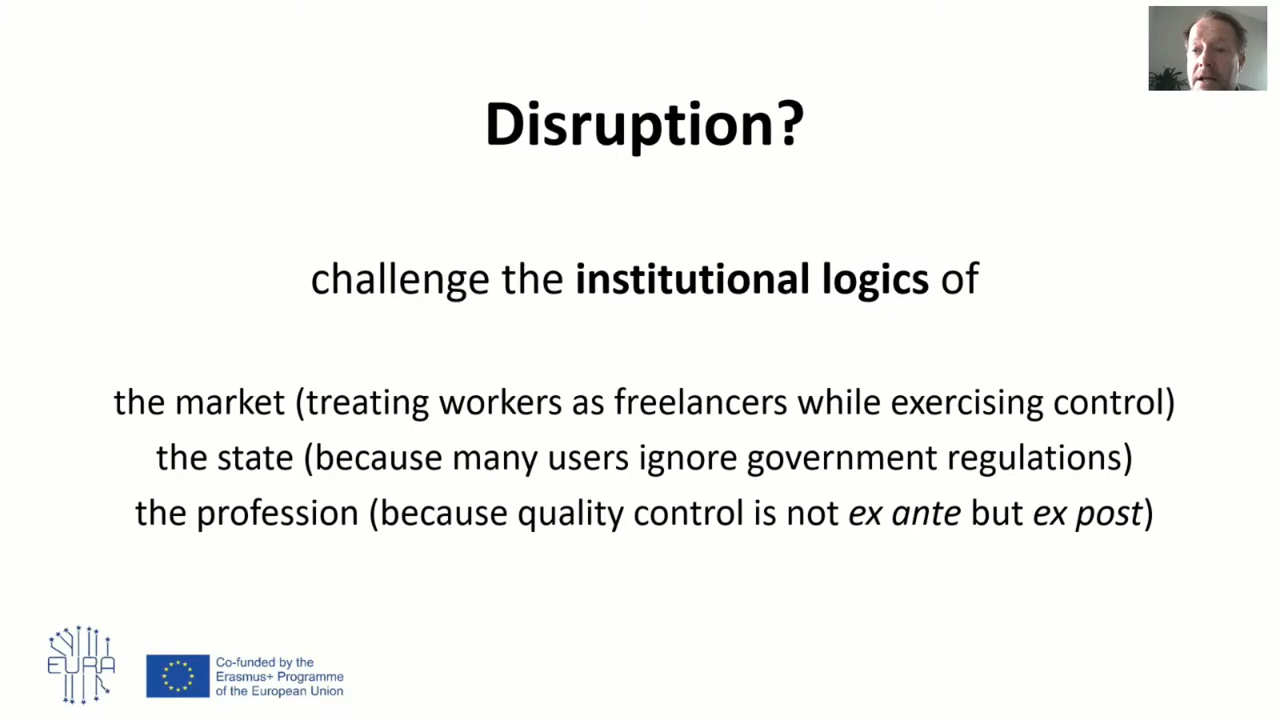 Disruption?
challenge the institutional logics of
the market (treating workers as freelancers while exercising control)
the state (because many users ignore government regulations)
the profession (because quality control is not ex ante but ex post)
EURA
Co-funded by the
Erasmus+ Programme
of the European Union